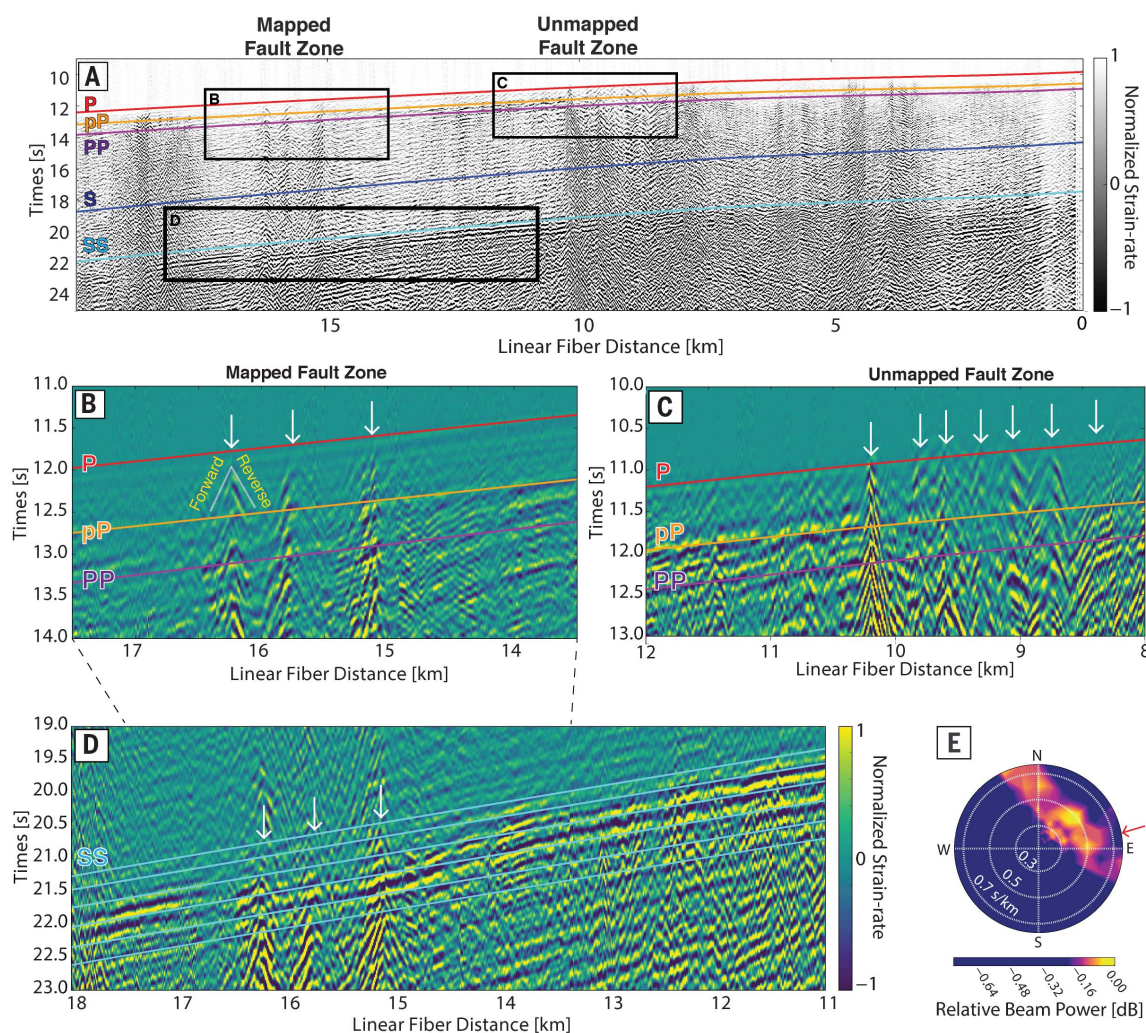 Mapped
Fault Zone
Unmapped
Fault Zone
A
B
C
D
P
pP
PP
S
SS
10
12
14
16
18
20
22
24
Times [s]
15
10
5
0
Linear Fiber Distance [km]
1
0
−1
Normalized Strain-rate
Mapped Fault Zone
B
11.0
11.5
12.0
12.5
13.0
13.5
14.0
Times [s]
P
pP
PP
Forward
Reverse
17
16
15
14
Linear Fiber Distance [km]
Unmapped Fault Zone
C
10.0
10.5
11.0
11.5
12.0
12.5
13.0
Times [s]
P
pP
PP
12
11
10
9
8
Linear Fiber Distance [km]
D
19.0
19.5
20.0
20.5
21.0
21.5
22.0
22.5
23.0
Times [s]
SS
18
17
16
15
14
13
12
11
Linear Fiber Distance [km]
1
0
−1
Normalized Strain-rate
E
N
W
E
S
0.3
0.5
0.7 s/km
−0.64
−0.48
−0.32
−0.16
0.00
Relative Beam Power [dB]